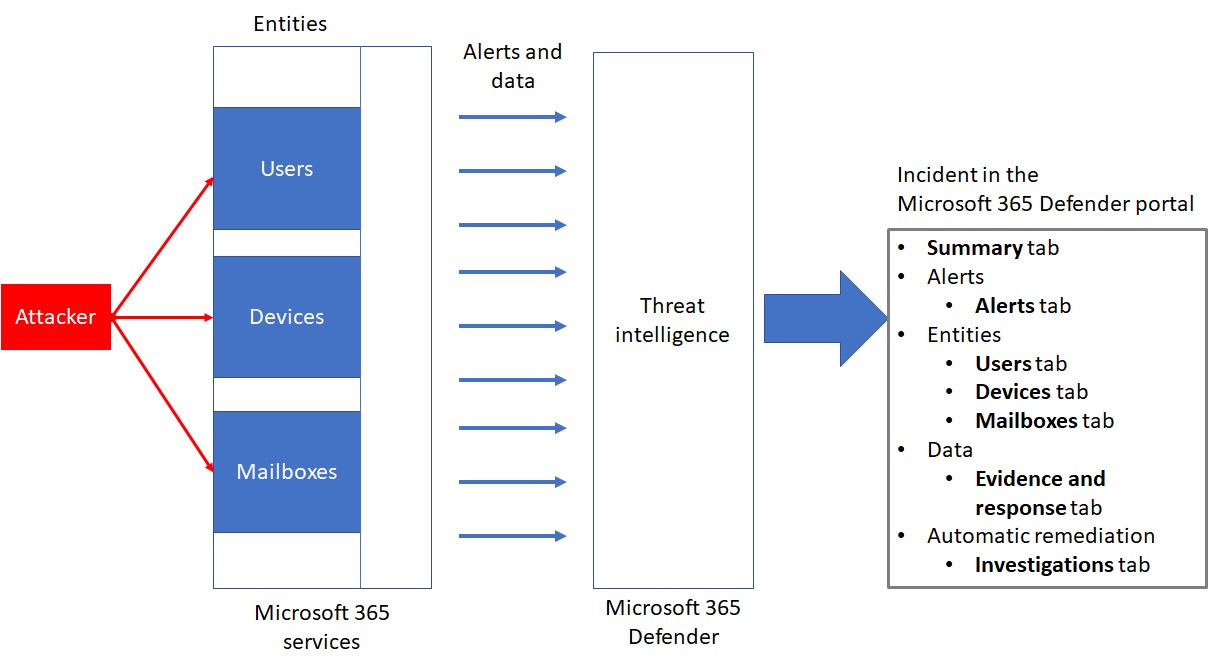 Entities
Alerts and
data
Users
Devices
Mailboxes
Attacker
Microsoft 365
services
Threat
intelligence
Microsoft 365
Defender
Incident in the
Microsoft 365 Defender portal
• Summary tab
• Alerts
• Alerts tab
• Entities
• Users tab
• Devices tab
• Mailboxes tab
• Data
• Evidence and
response tab
• Automatic remediation
• Investigations tab